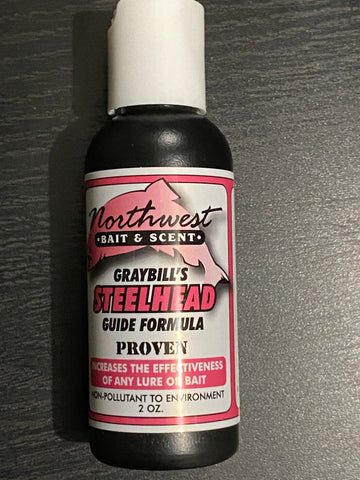 Northwest
• BAIT & SCENT •
GRAYBILL'S
STEELHEAD
GUIDE FORMULA
PROVEN
INCREASES THE EFFECTIVENESS
OF ANY LURE OR BAIT
NON-POLLUTANT TO ENVIRONMENT
2 OZ.